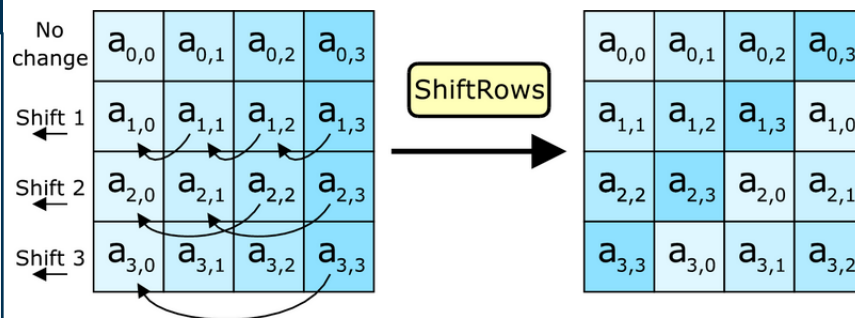 No
change
a0,0 a0,1 a0,2 a0,3
a0,0 a0,1 a0,2 a0,3
ShiftRows
Shift 1
a1,0 a1,1 a1,2 a1,3
a1,1 a1,2 a1,3 a1,0
Shift 2
a2,0 a2,1 a2,2 a2,3
a2,2 a2,3 a2,0 a2,1
Shift 3
a3,0 a3,1 a3,2 a3,3
a3,3 a3,0 a3,1 a3,2